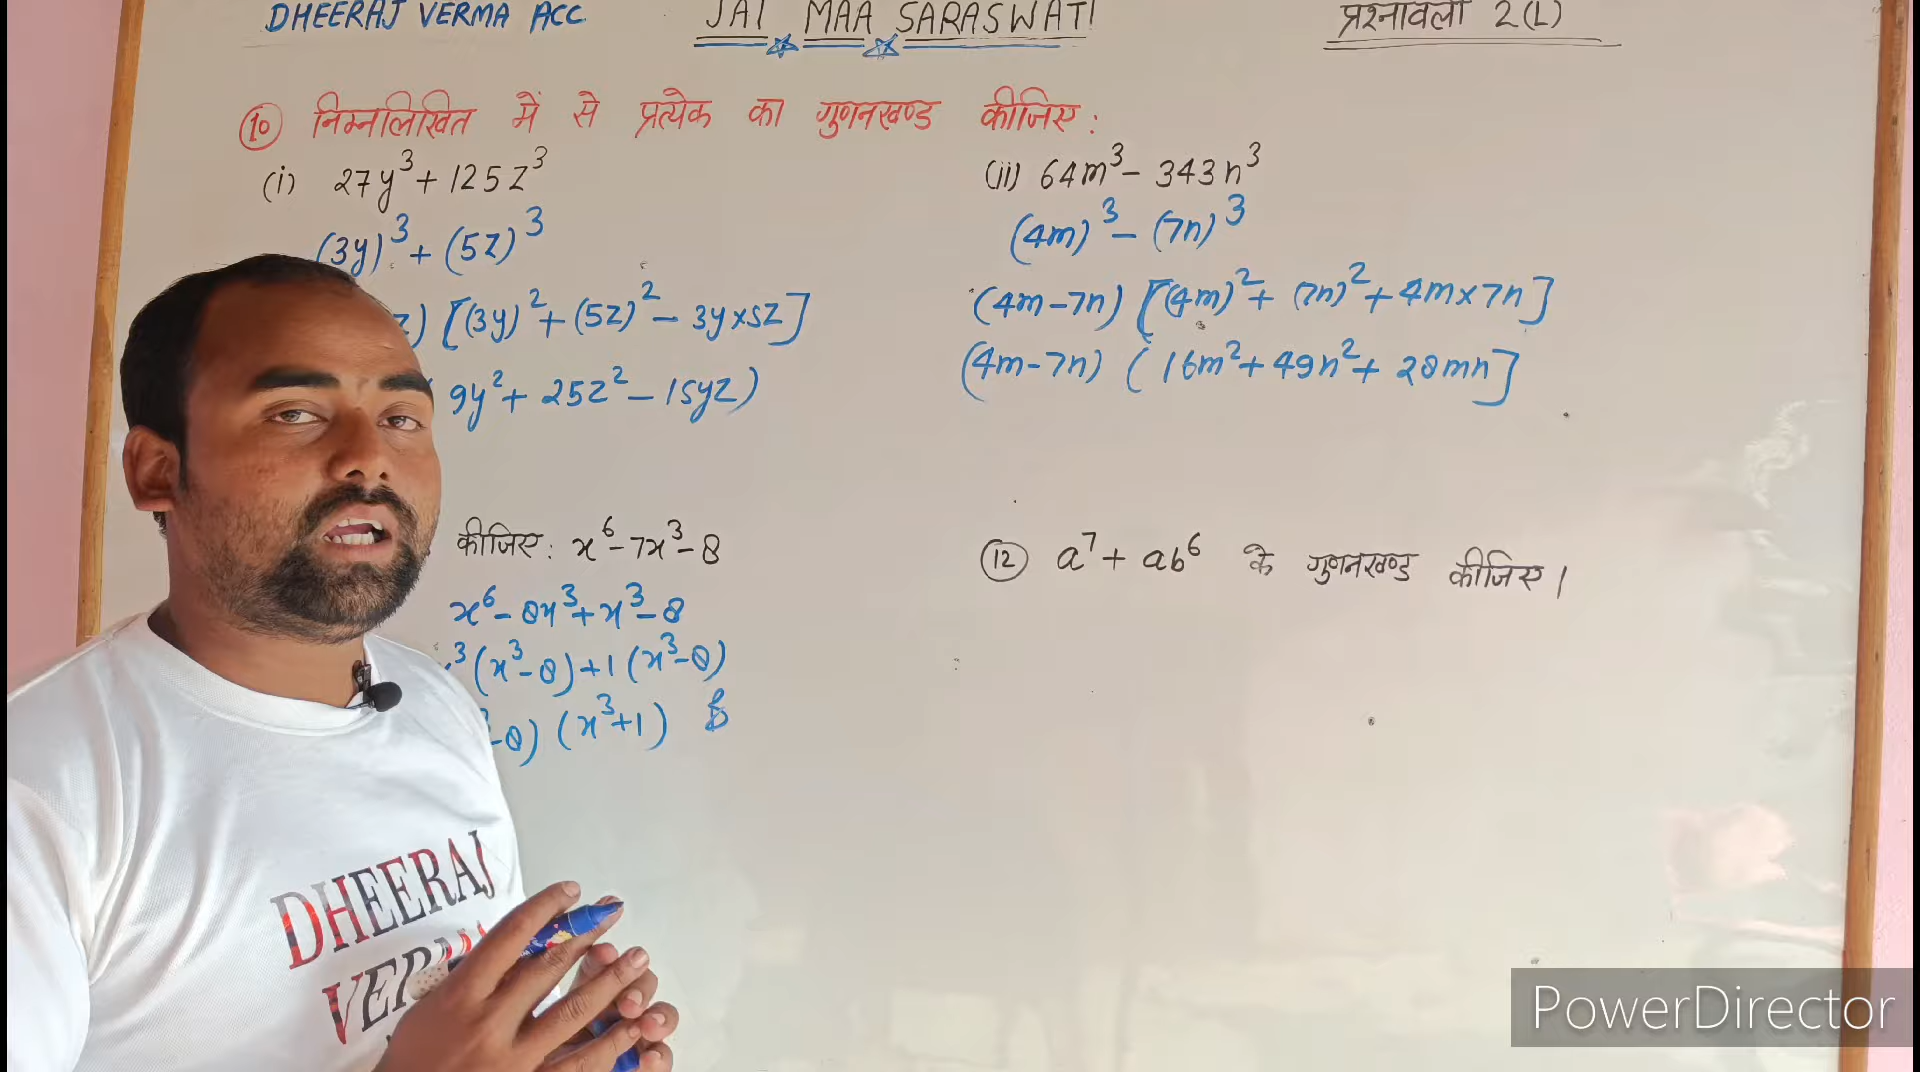 DHEERAJ VERMA ACC.
JAI MAA SARASWATI
प्रश्नावली 2(L)
(10) निम्नलिखित में से प्रत्येक का गुणनखण्ड कीजिए:
(i) 27y³ + 125z³
(3y)³ + (5z)³
z) [(3y)² + (5z)² - 3y×5z]
9y² + 25z² - 15yz)
(ii) 64m³ - 343n³
(4m)³ - (7n)³
(4m-7n) [(4m)² + (7n)² + 4m×7n]
(4m-7n) (16m² + 49n² + 28mn]
कीजिए: x⁶-7x³-8
x⁶-8x³+x³-8
³(x³-8)+1(x³-8)
-8) (x³+1)
(12) a⁷ + ab⁶ के गुणनखण्ड कीजिए।
DHEERAJ
VERMA
PowerDirector